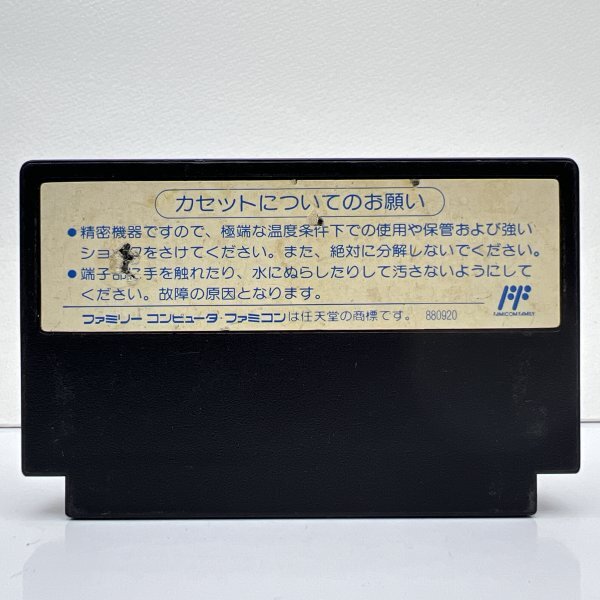 カセットについてのお願い
●精密機器ですので、極端な温度条件下での使用や保管および強い
ショックをさけてください。また、絶対に分解しないでください。
●端子部に手を触れたり、水にぬらしたりして汚さないようにして
ください。故障の原因となります。
ファミリーコンピュータ・ファミコンは任天堂の商標です。 880920
FF
FAMICOM FAMILY